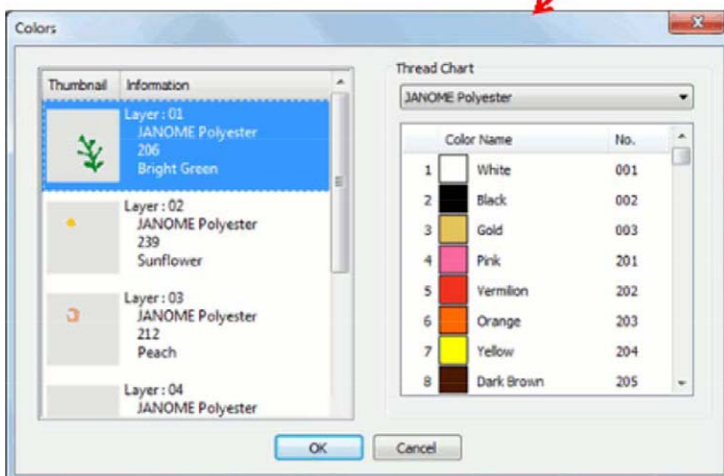 Colors
Thumbnail Information
Layer : 01
JANOME Polyester
206
Bright Green
Layer : 02
JANOME Polyester
239
Sunflower
Layer : 03
JANOME Polyester
212
Peach
Layer : 04
JANOME Polyester
Thread Chart
JANOME Polyester
Color Name No.
1 White 001
2 Black 002
3 Gold 003
4 Pink 201
5 Vermilion 202
6 Orange 203
7 Yellow 204
8 Dark Brown 205
OK Cancel